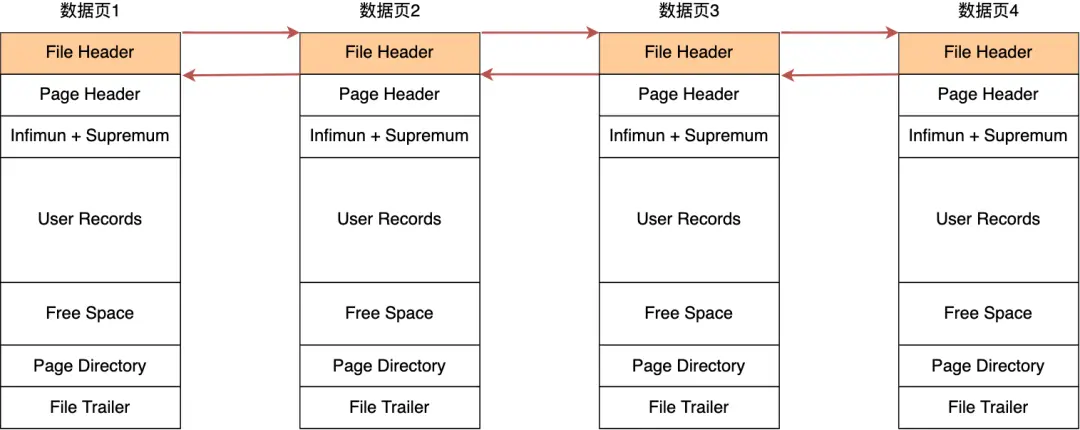 数据页1 数据页2 数据页3 数据页4
File Header File Header File Header File Header
Page Header Page Header Page Header Page Header
Infimun + Supremum Infimun + Supremum Infimun + Supremum Infimun + Supremum
User Records User Records User Records User Records
Free Space Free Space Free Space Free Space
Page Directory Page Directory Page Directory Page Directory
File Trailer File Trailer File Trailer File Trailer